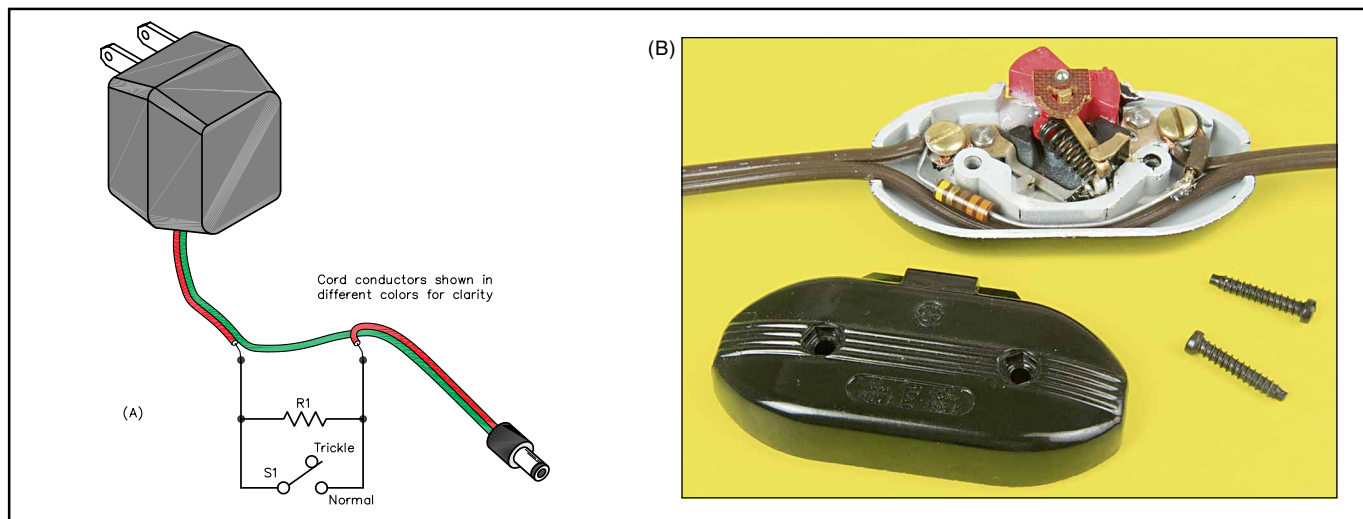 (B)
Cord conductors shown in
different colors for clarity
(A)
R1
Trickle
S1
Normal